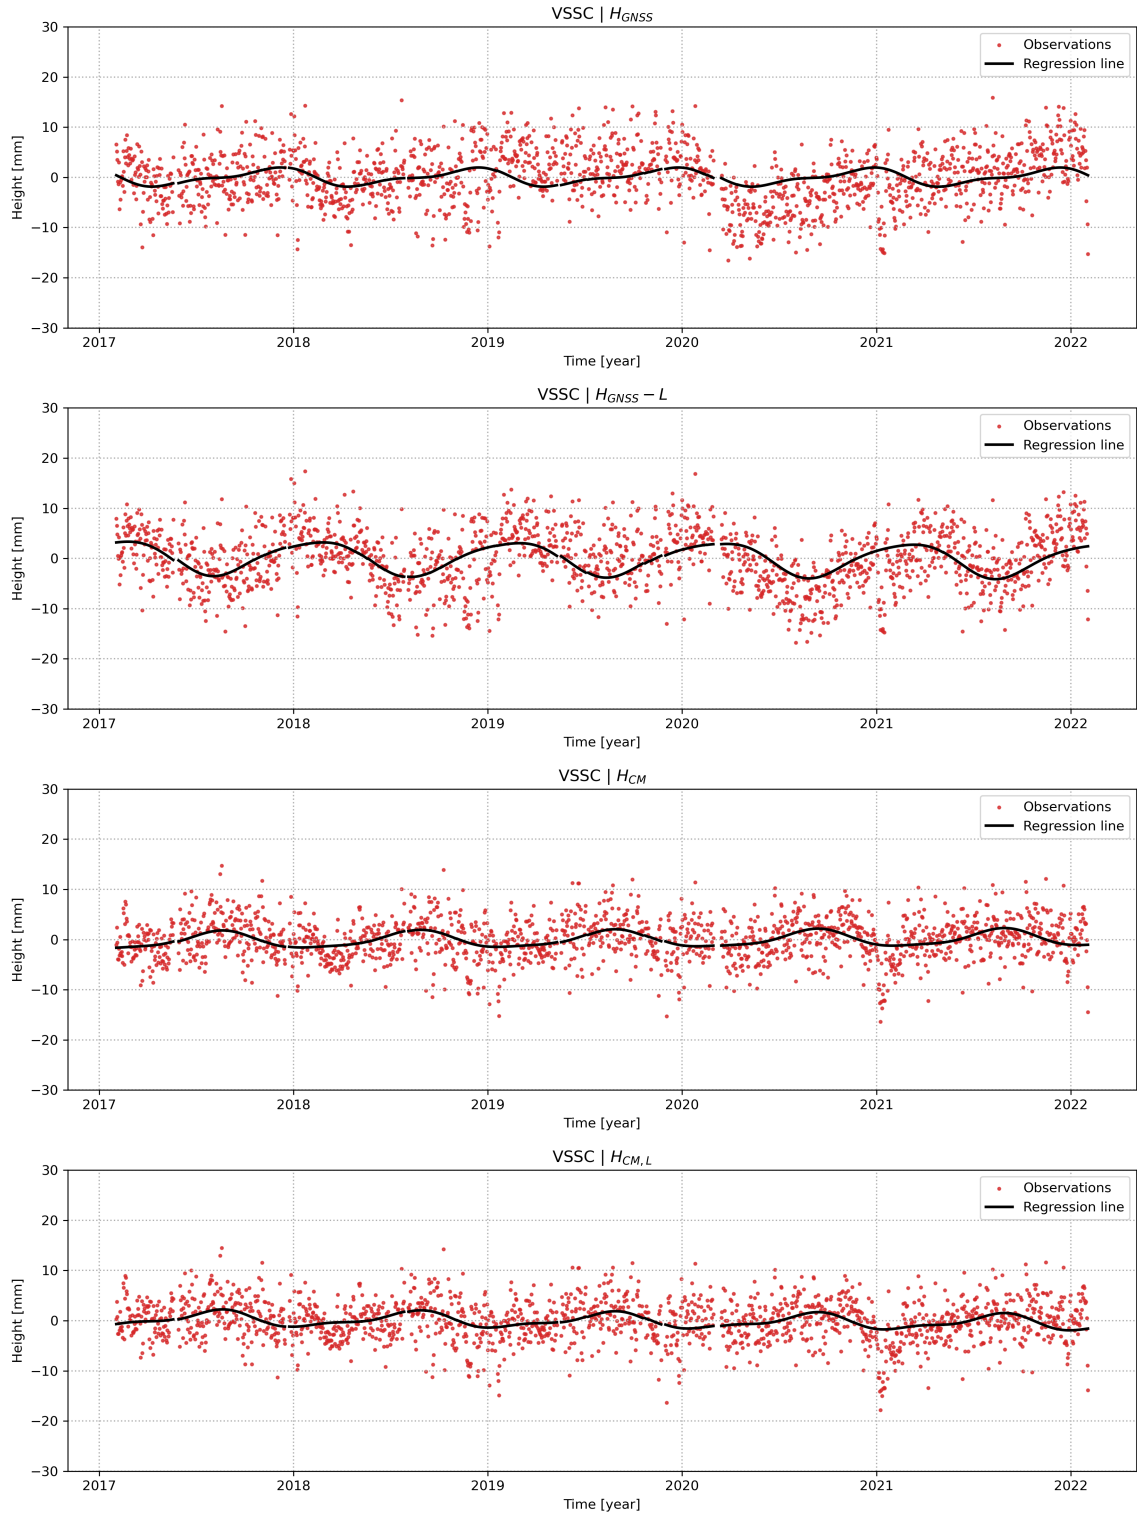 VSSC | H_GNSS
Height [mm]
30
20
10
0
−10
−20
−30
Observations
Regression line
2017 2018 2019 2020 2021 2022
Time [year]
VSSC | H_GNSS − L
Height [mm]
30
20
10
0
−10
−20
−30
Observations
Regression line
2017 2018 2019 2020 2021 2022
Time [year]
VSSC | H_CM
Height [mm]
30
20
10
0
−10
−20
−30
Observations
Regression line
2017 2018 2019 2020 2021 2022
Time [year]
VSSC | H_CM, L
Height [mm]
30
20
10
0
−10
−20
−30
Observations
Regression line
2017 2018 2019 2020 2021 2022
Time [year]